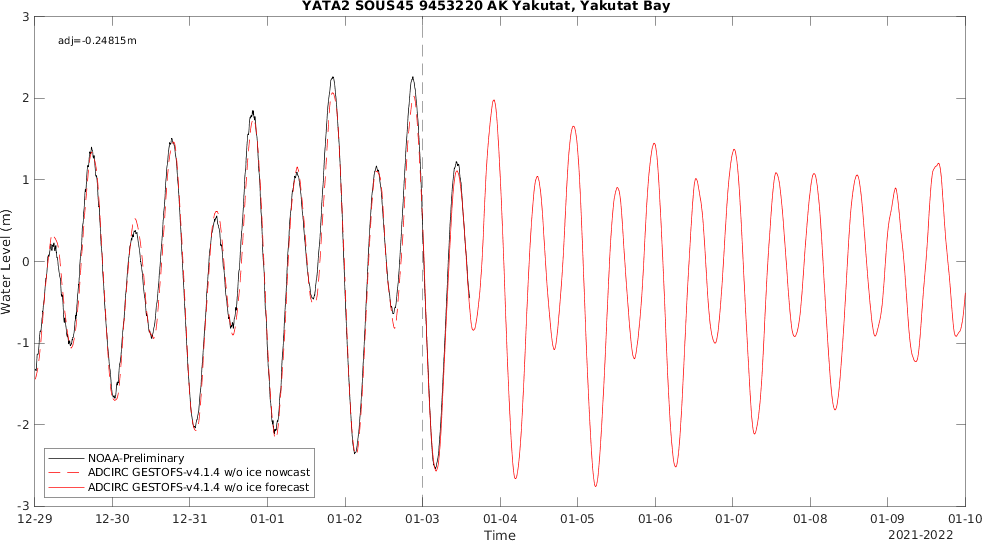 YATA2 SOUS45 9453220 AK Yakutat, Yakutat Bay
adj=-0.24815m
3
2
1
0
-1
-2
-3
Water Level (m)
NOAA-Preliminary
ADCIRC GESTOFS-v4.1.4 w/o ice nowcast
ADCIRC GESTOFS-v4.1.4 w/o ice forecast
12-29 12-30 12-31 01-01 01-02 01-03 01-04 01-05 01-06 01-07 01-08 01-09 01-10
Time
2021-2022